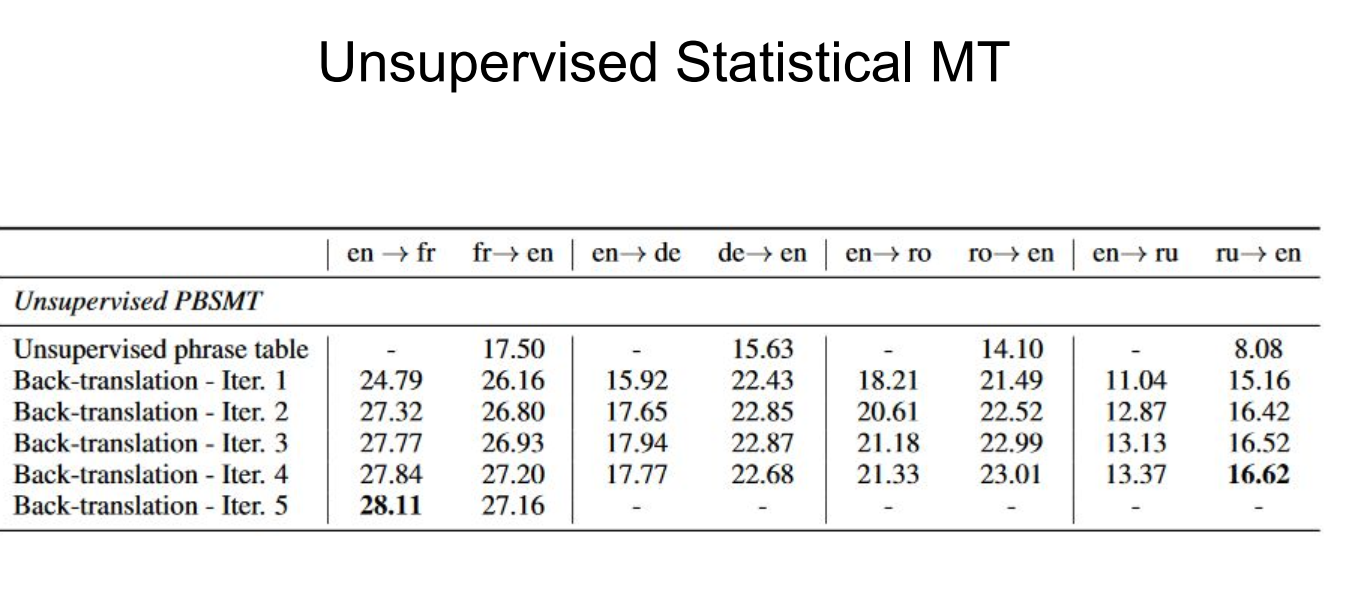 Unsupervised Statistical MT
en → fr fr→ en en→ de de→ en en→ ro ro→ en en→ ru ru→ en
Unsupervised PBSMT
Unsupervised phrase table - 17.50 - 15.63 - 14.10 - 8.08
Back-translation - Iter. 1 24.79 26.16 15.92 22.43 18.21 21.49 11.04 15.16
Back-translation - Iter. 2 27.32 26.80 17.65 22.85 20.61 22.52 12.87 16.42
Back-translation - Iter. 3 27.77 26.93 17.94 22.87 21.18 22.99 13.13 16.52
Back-translation - Iter. 4 27.84 27.20 17.77 22.68 21.33 23.01 13.37 16.62
Back-translation - Iter. 5 28.11 27.16 - - - - - -